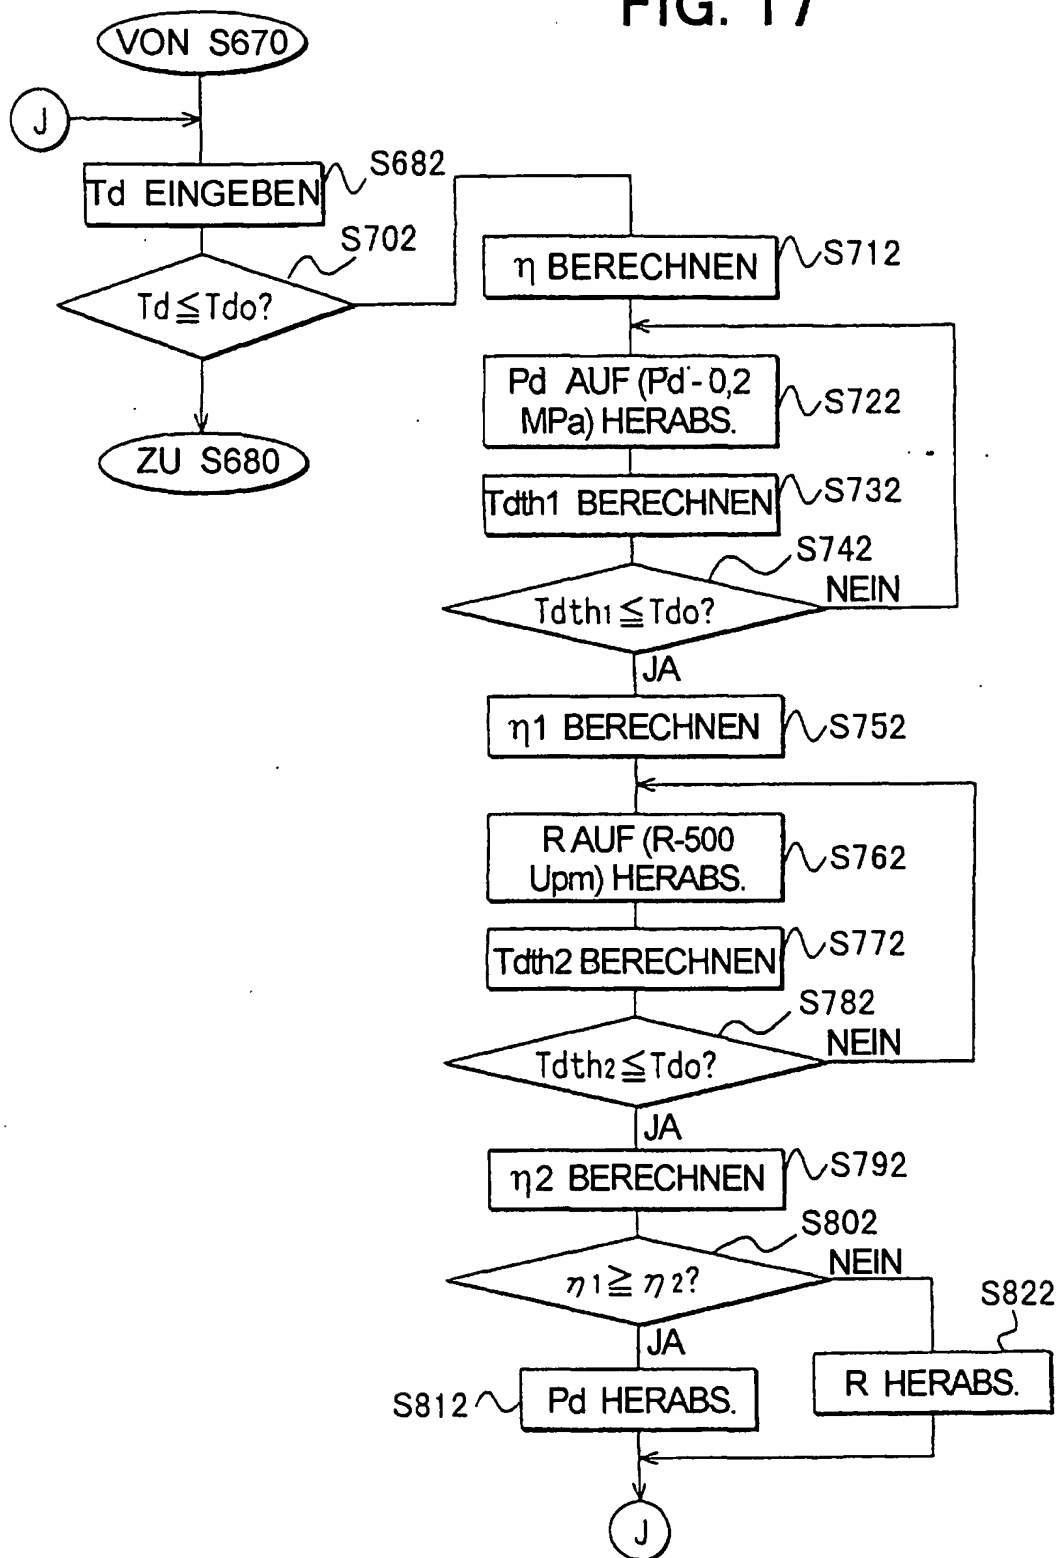 FIG. 17
VON S670
J
Td EINGEBEN
S682
S702
Td≦Tdo?
ZU S680
η BERECHNEN
S712
Pd AUF (Pd - 0,2
MPa) HERABS.
S722
Tdth1 BERECHNEN
S732
S742
Tdth1≦Tdo?
NEIN
JA
η1 BERECHNEN
S752
R AUF (R-500
Upm) HERABS.
S762
Tdth2 BERECHNEN
S772
S782
Tdth2≦Tdo?
NEIN
JA
η2 BERECHNEN
S792
S802
η1≧ η2?
NEIN
JA
S822
R HERABS.
S812
Pd HERABS.
J